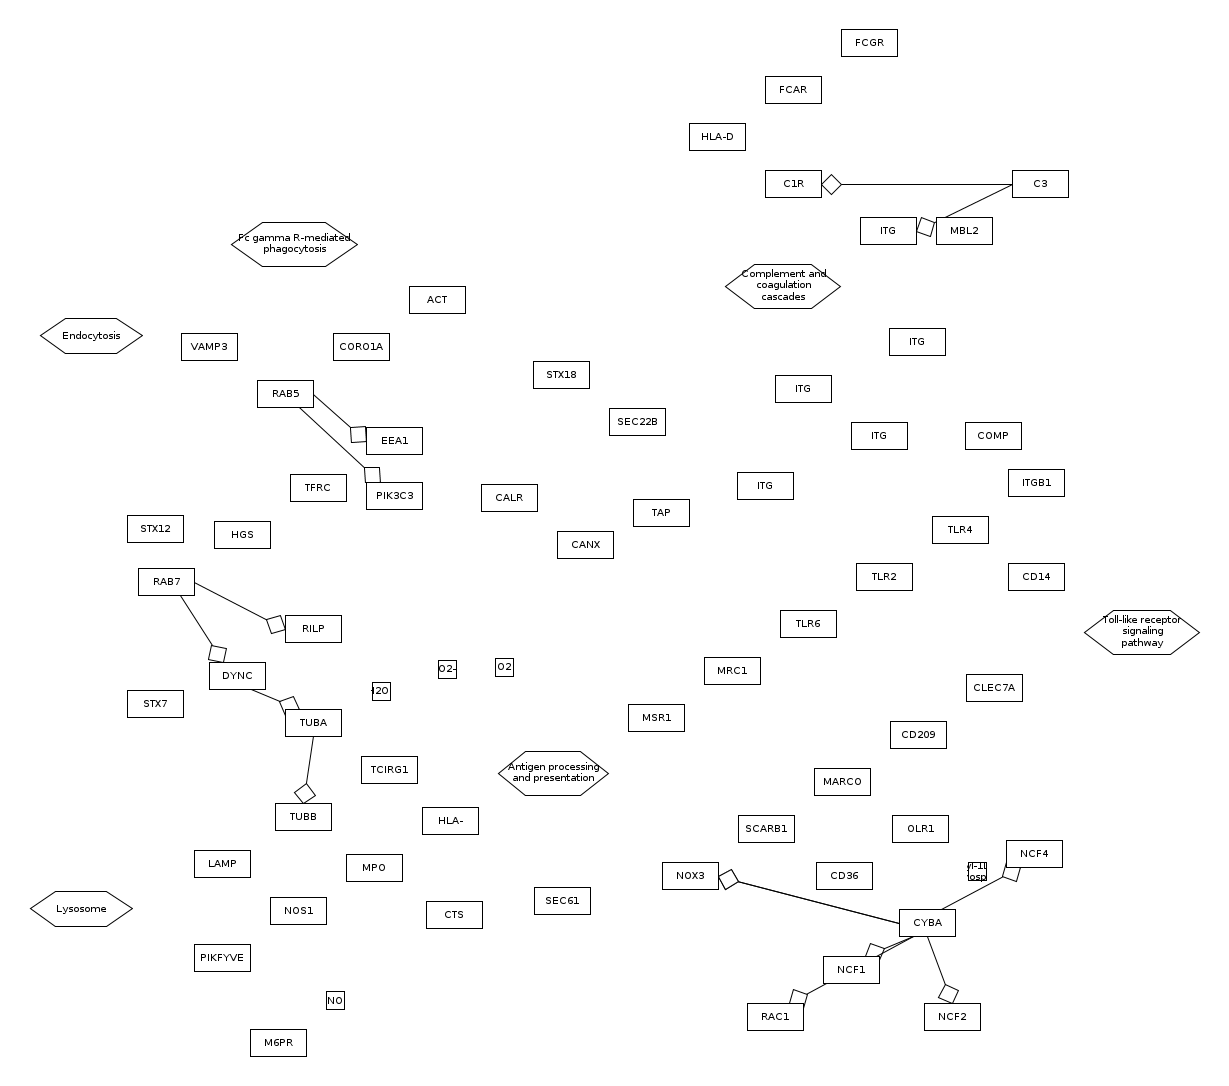 FCGR
FCAR
HLA-D
C1R
C3
ITG
MBL2
Fc gamma R-mediated
phagocytosis
Complement and
coagulation
cascades
ACT
Endocytosis
VAMP3
CORO1A
ITG
STX18
ITG
RAB5
SEC22B
EEA1
ITG
COMP
TFRC
PIK3C3
CALR
ITG
ITGB1
TAP
STX12
HGS
CANX
TLR4
RAB7
TLR2
CD14
RILP
TLR6
Toll-like receptor
signaling
pathway
DYNC
O2-
O2
MRC1
STX7
CLEC7A
TUBA
MSR1
CD209
TCIRG1
Antigen processing
and presentation
MARCO
TUBB
HLA-
SCARB1
OLR1
LAMP
MPO
NOX3
CD36
NCF4
Lysosome
NOS1
CTS
SEC61
CYBA
PIKFYVE
NCF1
NO
RAC1
NCF2
M6PR